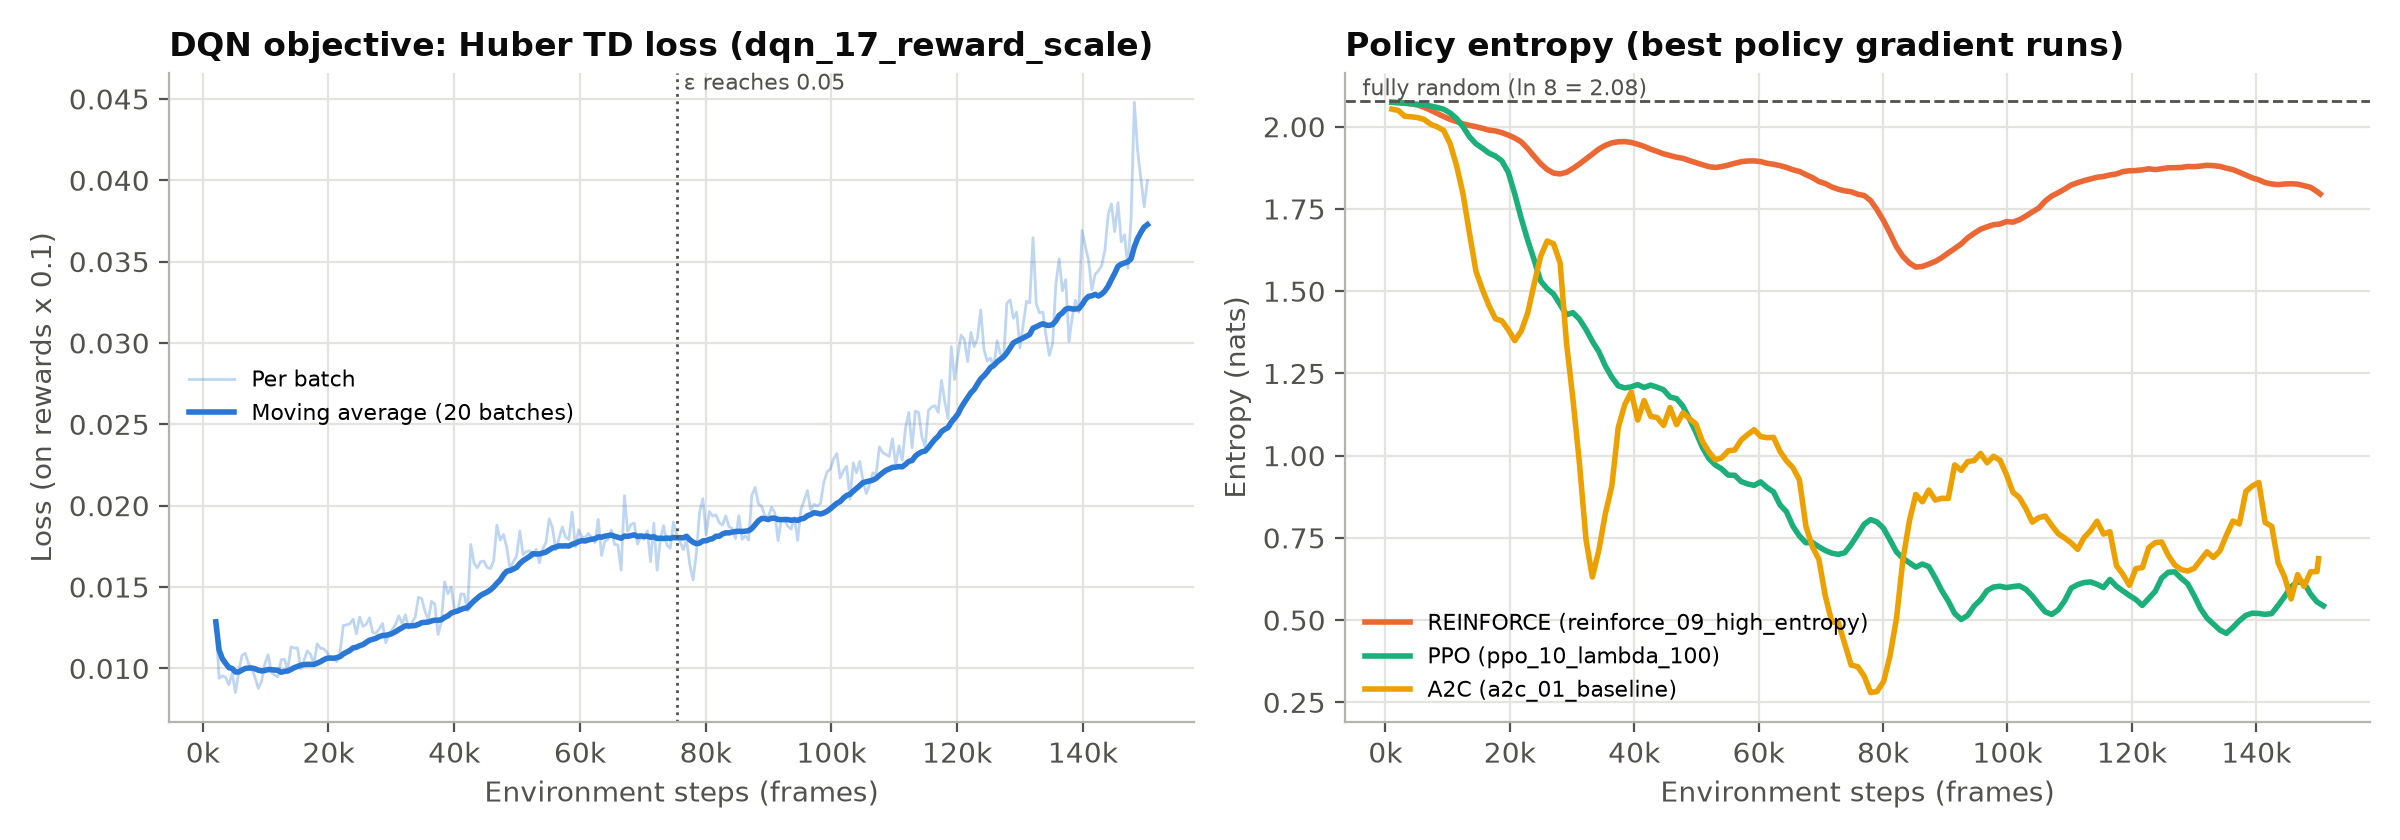 DQN objective: Huber TD loss (dqn_17_reward_scale)
ε reaches 0.05
0.045
0.040
0.035
0.030
0.025
0.020
0.015
0.010
Loss (on rewards x 0.1)
Per batch
Moving average (20 batches)
0k
20k
40k
60k
80k
100k
120k
140k
Environment steps (frames)
Policy entropy (best policy gradient runs)
fully random (ln 8 = 2.08)
2.00
1.75
1.50
1.25
1.00
0.75
0.50
0.25
Entropy (nats)
REINFORCE (reinforce_09_high_entropy)
PPO (ppo_10_lambda_100)
A2C (a2c_01_baseline)
0k
20k
40k
60k
80k
100k
120k
140k
Environment steps (frames)